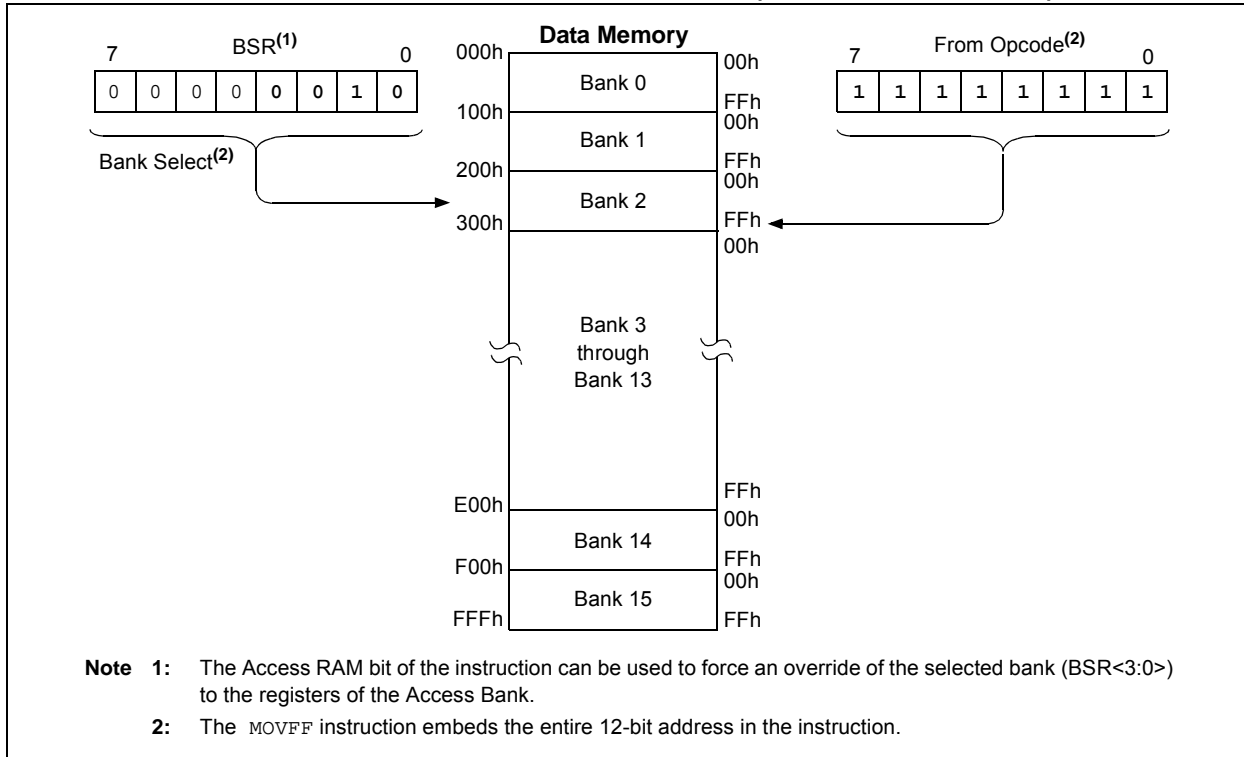 Data Memory
7 BSR(1) 0
0 0 0 0 0 0 1 0
Bank Select(2)
From Opcode(2)
7 0
1 1 1 1 1 1 1 1
000h Bank 0 00h
FFh
100h Bank 1 00h
FFh
200h Bank 2 00h
FFh
300h 00h
Bank 3
through
Bank 13
FFh
E00h Bank 14 00h
FFh
F00h Bank 15 00h
FFFh FFh
Note 1: The Access RAM bit of the instruction can be used to force an override of the selected bank (BSR<3:0>)
to the registers of the Access Bank.
2: The MOVFF instruction embeds the entire 12-bit address in the instruction.